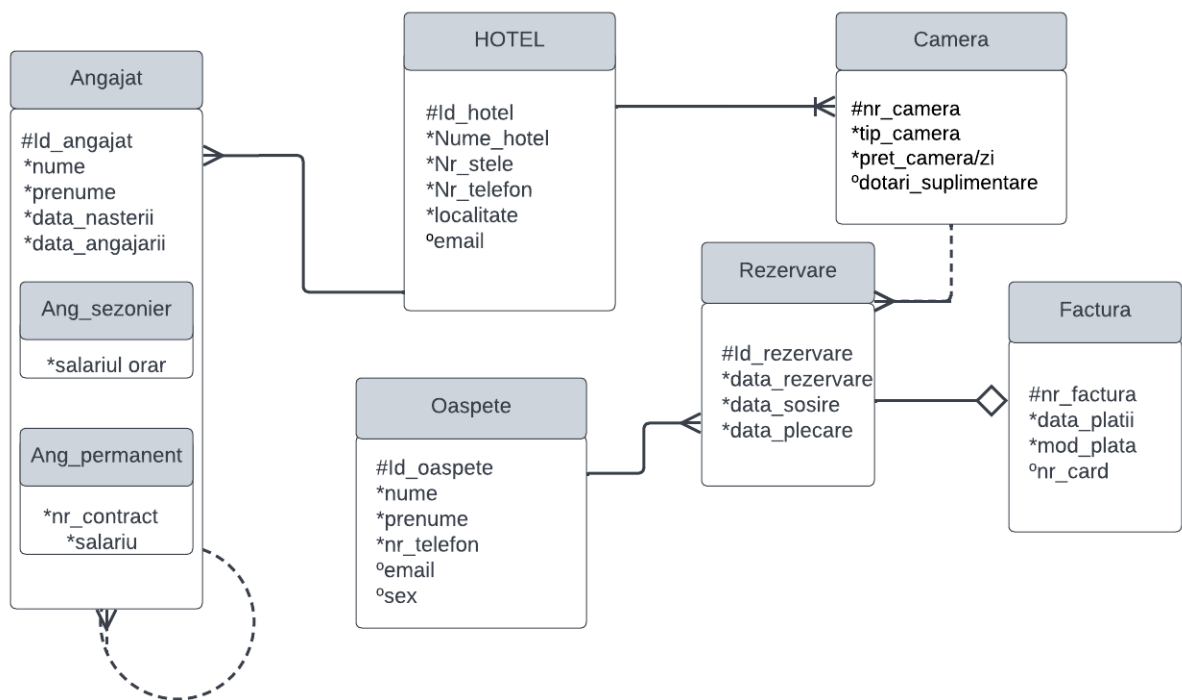 Angajat
#Id_angajat
*nume
*prenume
*data_nasterii
*data_angajarii
Ang_sezonier
*salariul orar
Ang_permanent
*nr_contract
*salariu
HOTEL
#Id_hotel
*Nume_hotel
*Nr_stele
*Nr_telefon
*localitate
ºemail
Camera
#nr_camera
*tip_camera
*pret_camera/zi
ºdotari_suplimentare
Rezervare
#Id_rezervare
*data_rezervare
*data_sosire
*data_plecare
Factura
#nr_factura
*data_platii
*mod_plata
ºnr_card
Oaspete
#Id_oaspete
*nume
*prenume
*nr_telefon
ºemail
ºsex